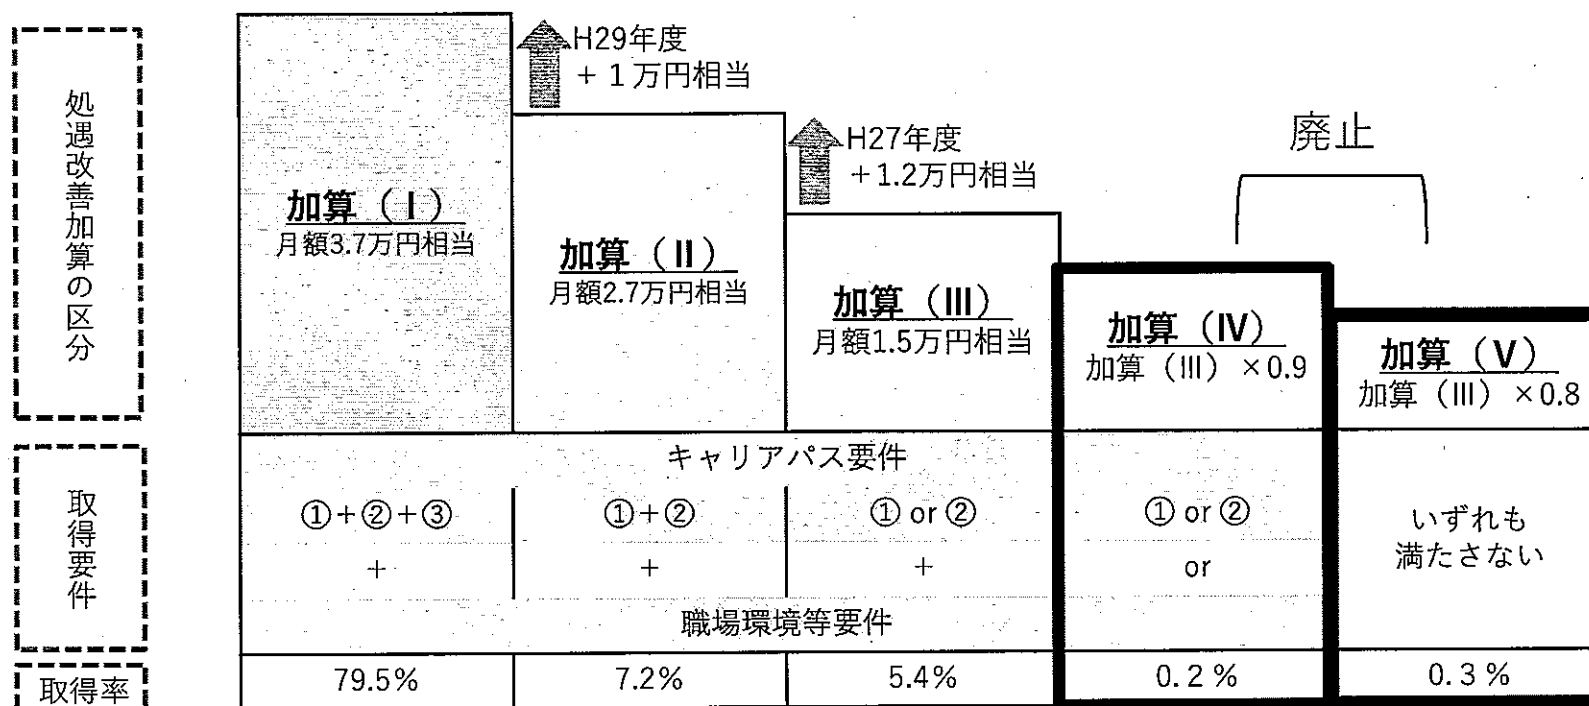 処遇改善加算の区分
H29年度
+ 1万円相当
H27年度
+1.2万円相当
廃止
加算(Ⅰ)
月額3.7万円相当
加算(Ⅱ)
月額2.7万円相当
加算(Ⅲ)
月額1.5万円相当
加算(Ⅳ)
加算(Ⅲ)×0.9
加算(Ⅴ)
加算(Ⅲ)×0.8
取得要件
キャリアパス要件
①+②+③
①+②
① or ②
① or ②
いずれも
満たさない
+
+
+
or
職場環境等要件
取得率
79.5%
7.2%
5.4%
0.2%
0.3%